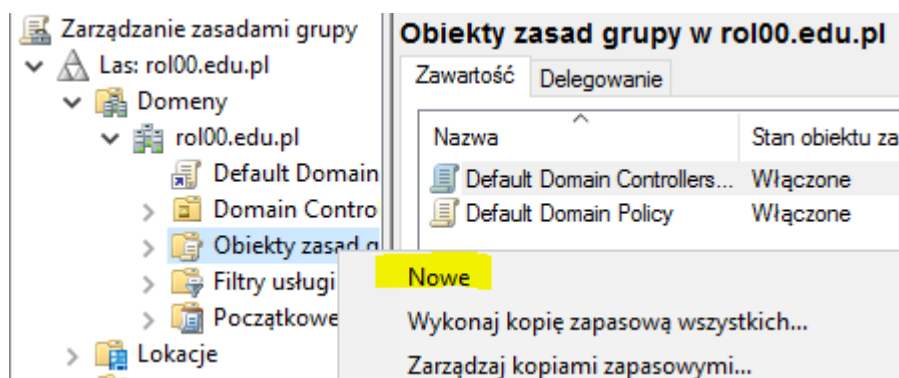 Zarządzanie zasadami grupy
Las: rol00.edu.pl
Domeny
rol00.edu.pl
Default Domain
Domain Contro
Obiekty zasad g
Filtry usługi
Początkowe
Lokacje
Obiekty zasad grupy w rol00.edu.pl
Zawartość Delegowanie
Nazwa Stan obiektu za
Default Domain Controllers... Włączone
Default Domain Policy Włączone
Nowe
Wykonaj kopię zapasową wszystkich...
Zarządzaj kopiami zapasowymi...